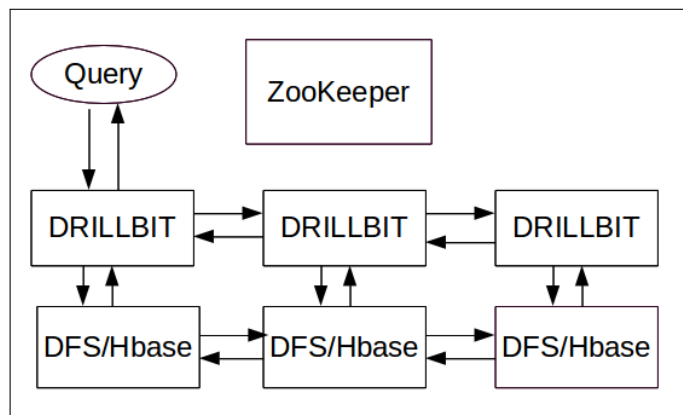 Query
ZooKeeper
DRILLBIT
DRILLBIT
DRILLBIT
DFS/Hbase
DFS/Hbase
DFS/Hbase